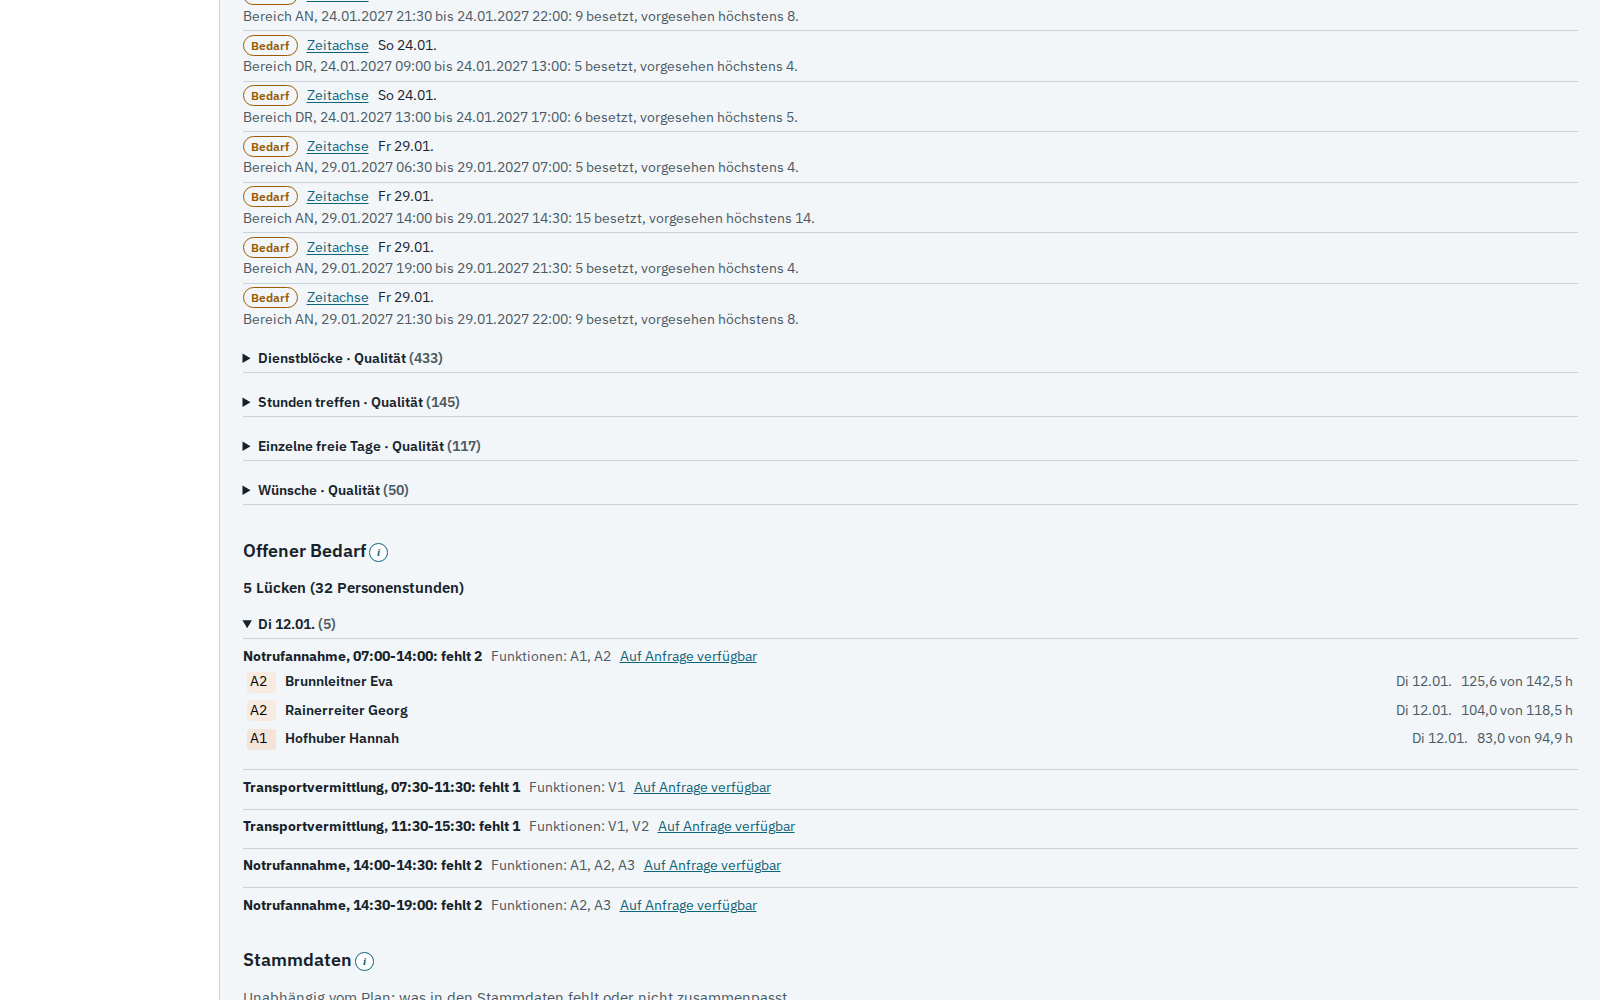 Bereich AN, 24.01.2027 21:30 bis 24.01.2027 22:00: 9 besetzt, vorgesehen höchstens 8.
Bedarf Zeitachse So 24.01.
Bereich DR, 24.01.2027 09:00 bis 24.01.2027 13:00: 5 besetzt, vorgesehen höchstens 4.
Bedarf Zeitachse So 24.01.
Bereich DR, 24.01.2027 13:00 bis 24.01.2027 17:00: 6 besetzt, vorgesehen höchstens 5.
Bedarf Zeitachse Fr 29.01.
Bereich AN, 29.01.2027 06:30 bis 29.01.2027 07:00: 5 besetzt, vorgesehen höchstens 4.
Bedarf Zeitachse Fr 29.01.
Bereich AN, 29.01.2027 14:00 bis 29.01.2027 14:30: 15 besetzt, vorgesehen höchstens 14.
Bedarf Zeitachse Fr 29.01.
Bereich AN, 29.01.2027 19:00 bis 29.01.2027 21:30: 5 besetzt, vorgesehen höchstens 4.
Bedarf Zeitachse Fr 29.01.
Bereich AN, 29.01.2027 21:30 bis 29.01.2027 22:00: 9 besetzt, vorgesehen höchstens 8.
Dienstblöcke · Qualität (433)
Stunden treffen · Qualität (145)
Einzelne freie Tage · Qualität (117)
Wünsche · Qualität (50)
Offener Bedarf i
5 Lücken (32 Personenstunden)
Di 12.01. (5)
Notrufannahme, 07:00-14:00: fehlt 2 Funktionen: A1, A2 Auf Anfrage verfügbar
A2 Brunnleitner Eva Di 12.01. 125,6 von 142,5 h
A2 Rainerreiter Georg Di 12.01. 104,0 von 118,5 h
A1 Hofhuber Hannah Di 12.01. 83,0 von 94,9 h
Transportvermittlung, 07:30-11:30: fehlt 1 Funktionen: V1 Auf Anfrage verfügbar
Transportvermittlung, 11:30-15:30: fehlt 1 Funktionen: V1, V2 Auf Anfrage verfügbar
Notrufannahme, 14:00-14:30: fehlt 2 Funktionen: A1, A2, A3 Auf Anfrage verfügbar
Notrufannahme, 14:30-19:00: fehlt 2 Funktionen: A2, A3 Auf Anfrage verfügbar
Stammdaten i
Unabhängig vom Plan: was in den Stammdaten fehlt oder nicht zusammenpasst.